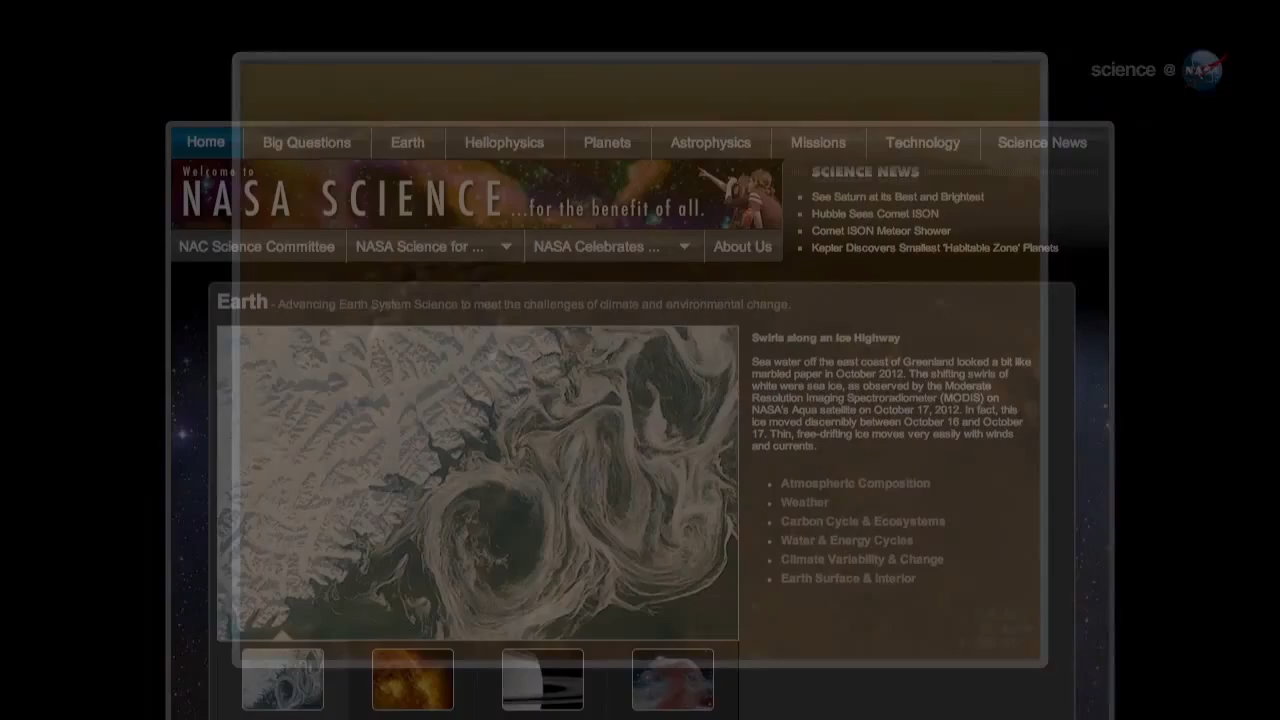 science @ NASA
Home Big Questions Earth Heliophysics Planets Astrophysics Missions Technology Science News
Welcome to
NASA SCIENCE ...for the benefit of all.
SCIENCE NEWS
See Saturn at its Best and Brightest
Hubble Sees Comet ISON
Comet ISON Meteor Shower
Kepler Discovers Smallest 'Habitable Zone' Planets
NAC Science Committee NASA Science for ... NASA Celebrates ... About Us
Earth - Advancing Earth System Science to meet the challenges of climate and environmental change.
Swirls along an Ice Highway
Sea water off the east coast of Greenland looked a bit like
marbled paper in October 2012. The shifting swirls of
white were sea ice, as observed by the Moderate
Resolution Imaging Spectroradiometer (MODIS) on
NASA's Aqua satellite on October 17, 2012. In fact, this
ice moved discernibly between October 16 and October
17. Thin, free-drifting ice moves very easily with winds
and currents.
Atmospheric Composition
Weather
Carbon Cycle & Ecosystems
Water & Energy Cycles
Climate Variability & Change
Earth Surface & Interior